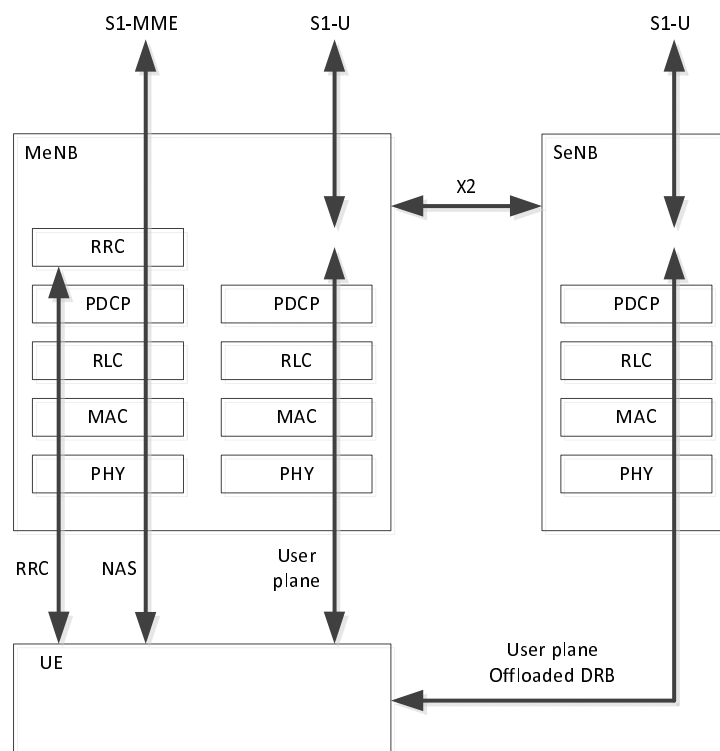 S1-MME
S1-U
S1-U
MeNB
SeNB
X2
RRC
PDCP
PDCP
PDCP
RLC
RLC
RLC
MAC
MAC
MAC
PHY
PHY
PHY
RRC
NAS
User
plane
UE
User plane
Offloaded DRB